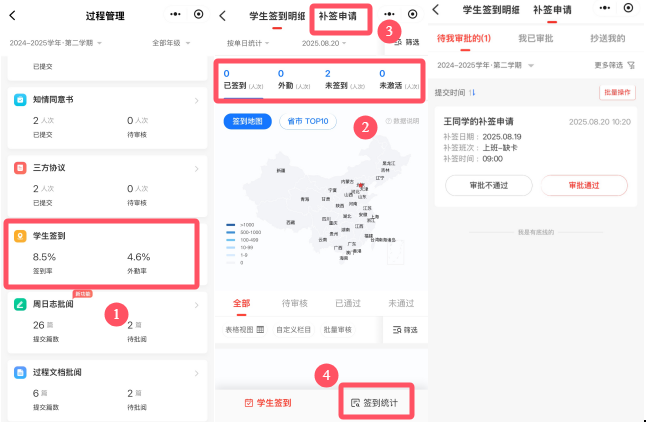 过程管理
2024-2025学年·第二学期
全部年级
已提交
知情同意书
2 人次
0 人次
已提交
待审核
三方协议
2 人次
0 人次
已提交
待审核
学生签到
8.5%
4.6%
签到率
外勤率
新功能
周日志批阅
26 篇
2 篇
提交篇数
待批阅
1
过程文档批阅
6 篇
2 篇
提交篇数
待批阅
学生签到明细
补签申请
3
按单日统计
2025.08.20
筛选
0
0
2
0
已签到 (人次)
外勤 (人次)
未签到 (人次)
未激活 (人次)
签到地图
省市 TOP10
2
数据说明
黑龙江
吉林
辽宁
新疆
内蒙古
宁夏
山西
河北
天津
山东
青海
甘肃
陕西
河南
江苏
西藏
四川
重庆
湖北
安徽
上海
浙江
湖南
江西
贵州
福建
云南
广西
广东
台湾
南海诸岛
澳门
香港
海南
>1000
500-1000
100-499
10-99
1-9
0
全部
待审核
已通过
未通过
表格视图
自定义栏目
批量审核
筛选
4
学生签到
签到统计
学生签到明细
补签申请
待我审批的(1)
我已审批
抄送我的
2024-2025学年·第二学期
更多筛选
提交时间
批量操作
王同学的补签申请
2025.08.20 10:20
补签日期：2025.08.19
补签班次：上班-缺卡
补签时间：09:00
审批不通过
审批通过
我是有底线的